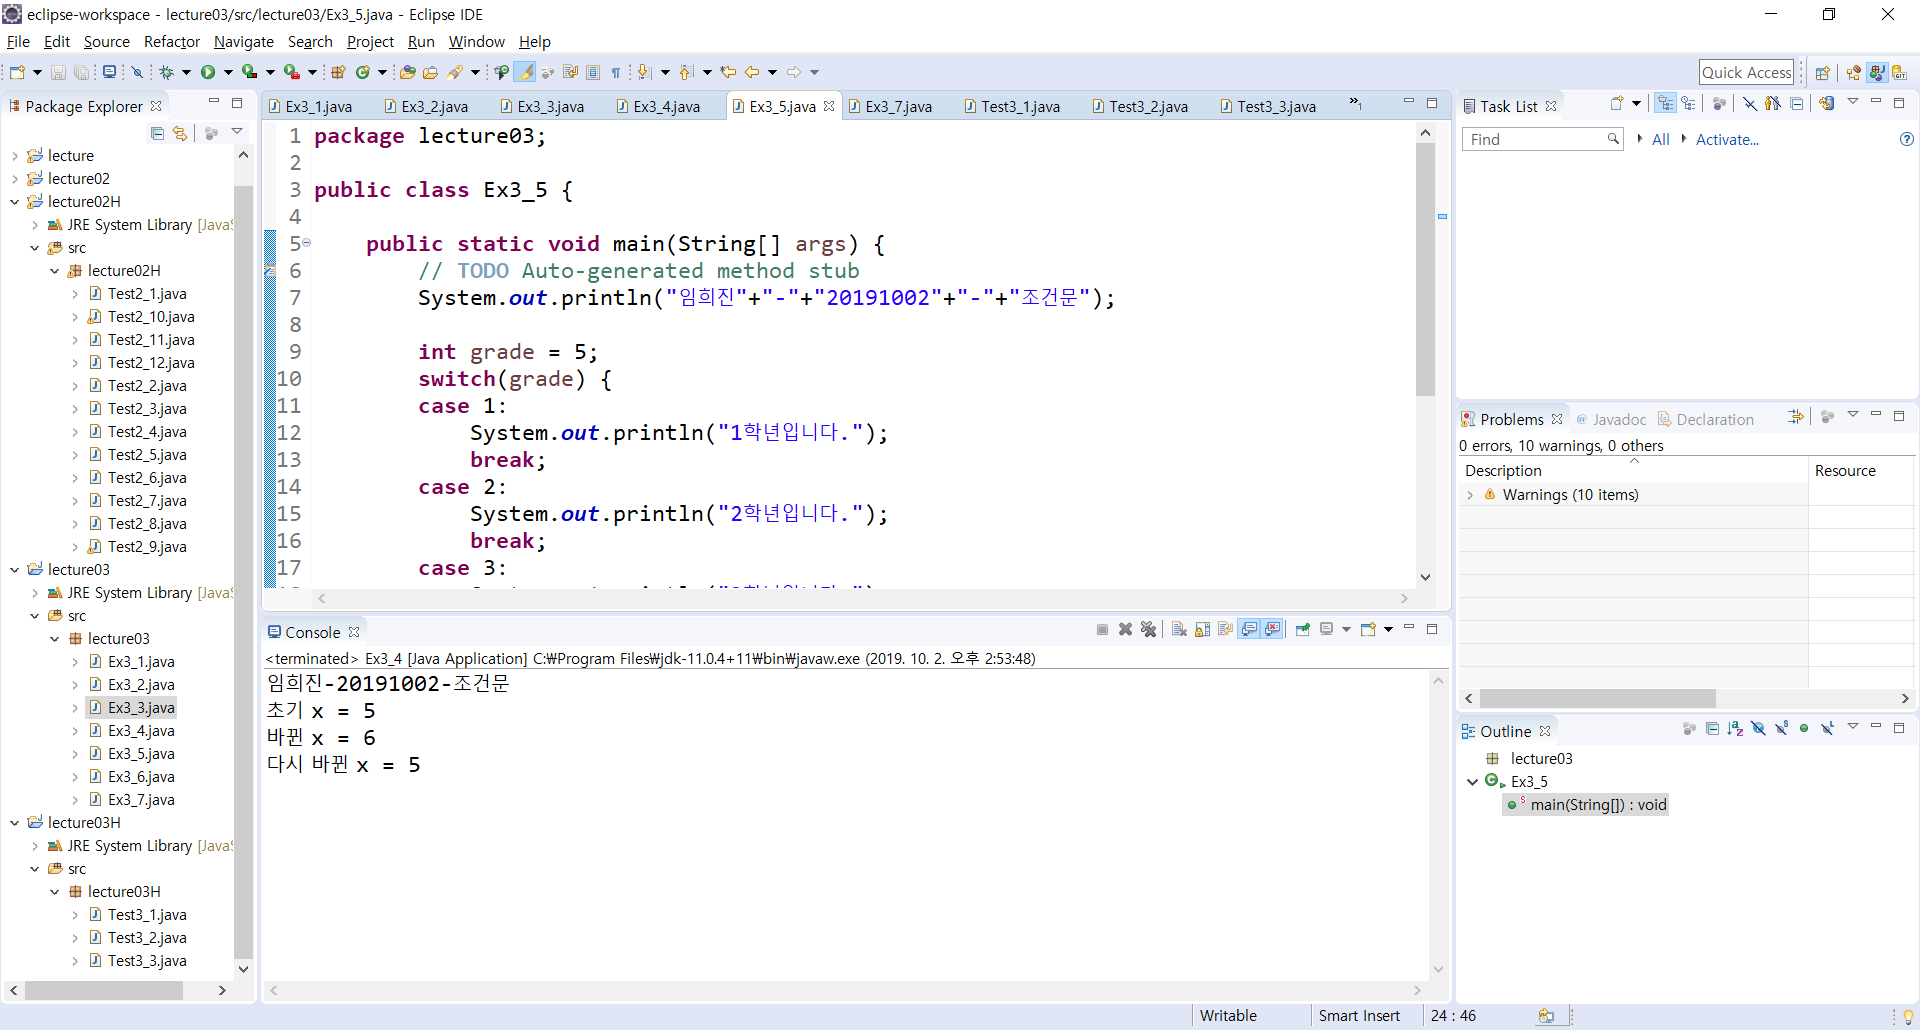 eclipse-workspace - lecture03/src/lecture03/Ex3_5.java - Eclipse IDE
File Edit Source Refactor Navigate Search Project Run Window Help
Quick Access
Package Explorer
lecture
lecture02
lecture02H
JRE System Library [JavaS
src
lecture02H
Test2_1.java
Test2_10.java
Test2_11.java
Test2_12.java
Test2_2.java
Test2_3.java
Test2_4.java
Test2_5.java
Test2_6.java
Test2_7.java
Test2_8.java
Test2_9.java
lecture03
JRE System Library [JavaS
src
lecture03
Ex3_1.java
Ex3_2.java
Ex3_3.java
Ex3_4.java
Ex3_5.java
Ex3_6.java
Ex3_7.java
lecture03H
JRE System Library [JavaS
src
lecture03H
Test3_1.java
Test3_2.java
Test3_3.java
Ex3_1.java Ex3_2.java Ex3_3.java Ex3_4.java Ex3_5.java Ex3_7.java Test3_1.java Test3_2.java Test3_3.java »1
1 package lecture03;
2
3 public class Ex3_5 {
4
5 public static void main(String[] args) {
6 // TODO Auto-generated method stub
7 System.out.println("임희진"+"-"+"20191002"+"-"+"조건문");
8
9 int grade = 5;
10 switch(grade) {
11 case 1:
12 System.out.println("1학년입니다.");
13 break;
14 case 2:
15 System.out.println("2학년입니다.");
16 break;
17 case 3:
Console
<terminated> Ex3_4 [Java Application] C:₩Program Files₩jdk-11.0.4+11₩bin₩javaw.exe (2019. 10. 2. 오후 2:53:48)
임희진-20191002-조건문
초기 x = 5
바뀐 x = 6
다시 바뀐 x = 5
Task List
Find All Activate...
Problems @ Javadoc Declaration
0 errors, 10 warnings, 0 others
Description Resource
Warnings (10 items)
Outline
lecture03
Ex3_5
main(String[]) : void
Writable Smart Insert 24 : 46